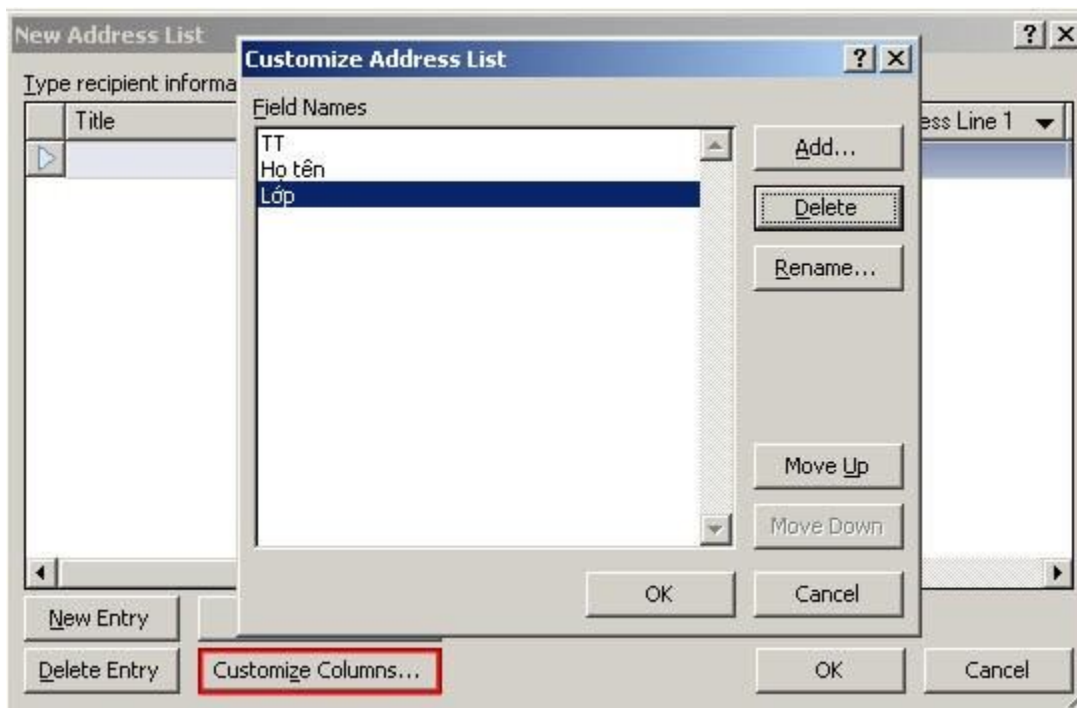 New Address List
Customize Address List
Type recipient informa
Field Names
Title
ess Line 1
TT
Họ tên
Lớp
Add...
Delete
Rename...
Move Up
Move Down
OK
Cancel
New Entry
Delete Entry
Customize Columns...
OK
Cancel